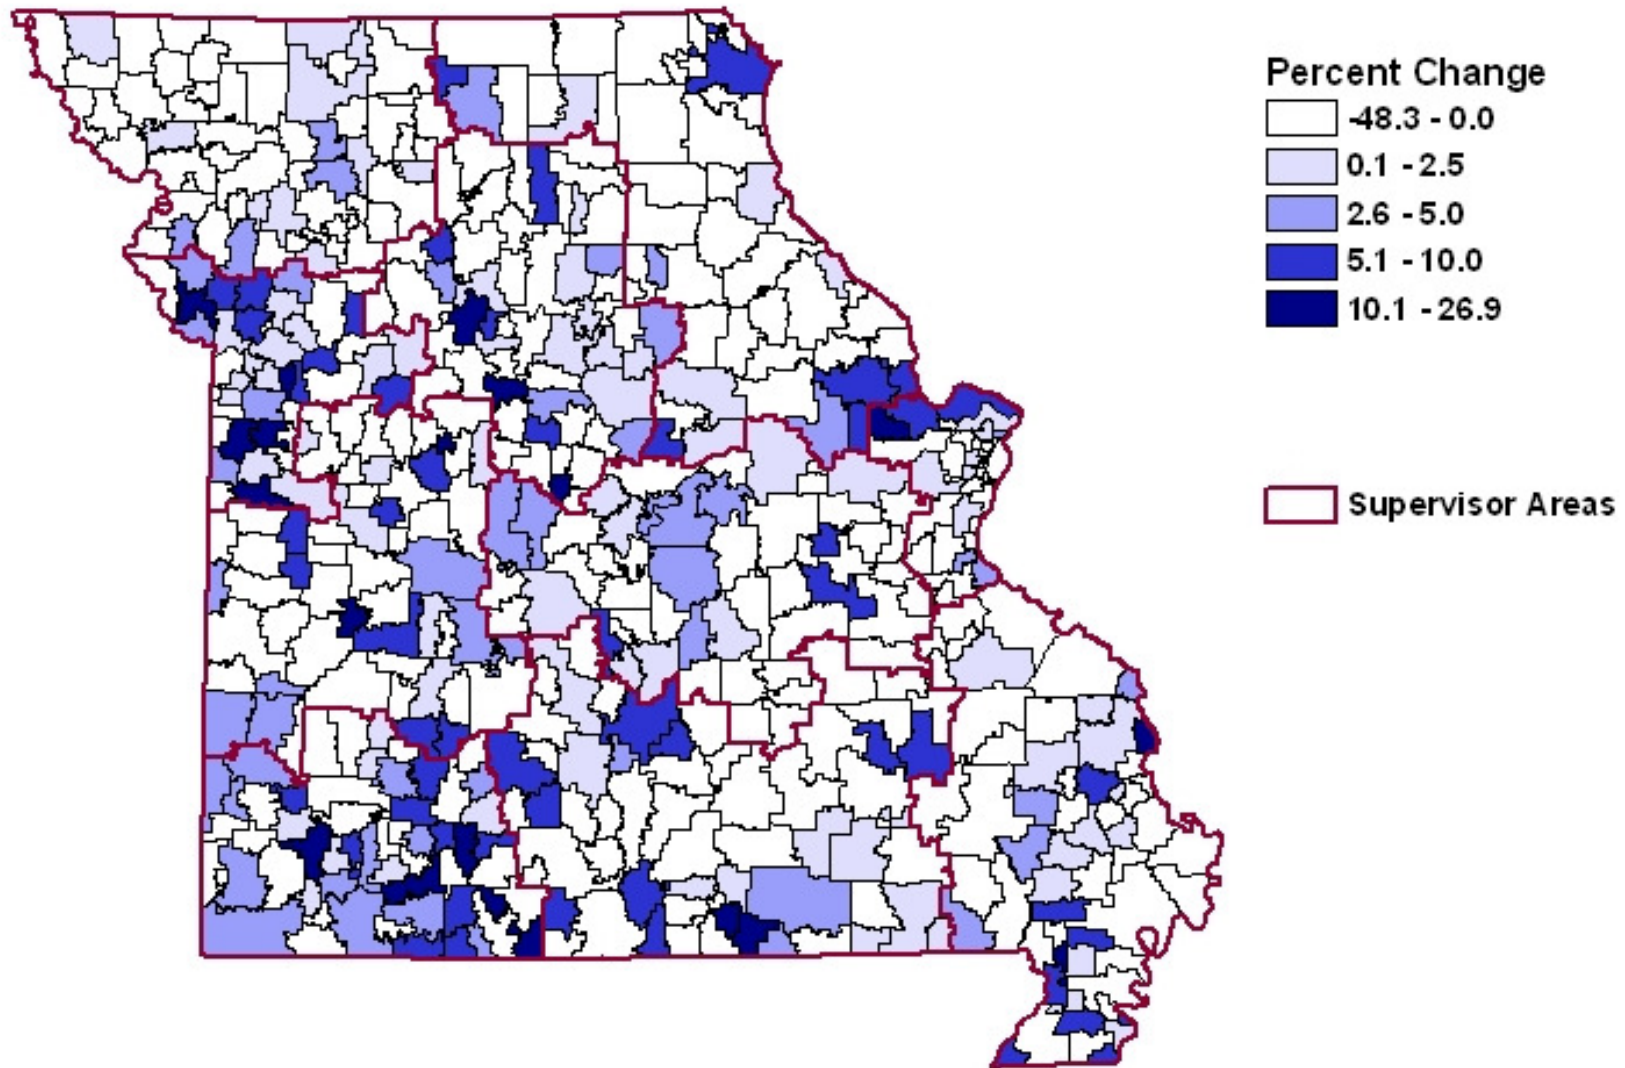 Percent Change
-48.3 - 0.0
0.1 - 2.5
2.6 - 5.0
5.1 - 10.0
10.1 - 26.9
Supervisor Areas